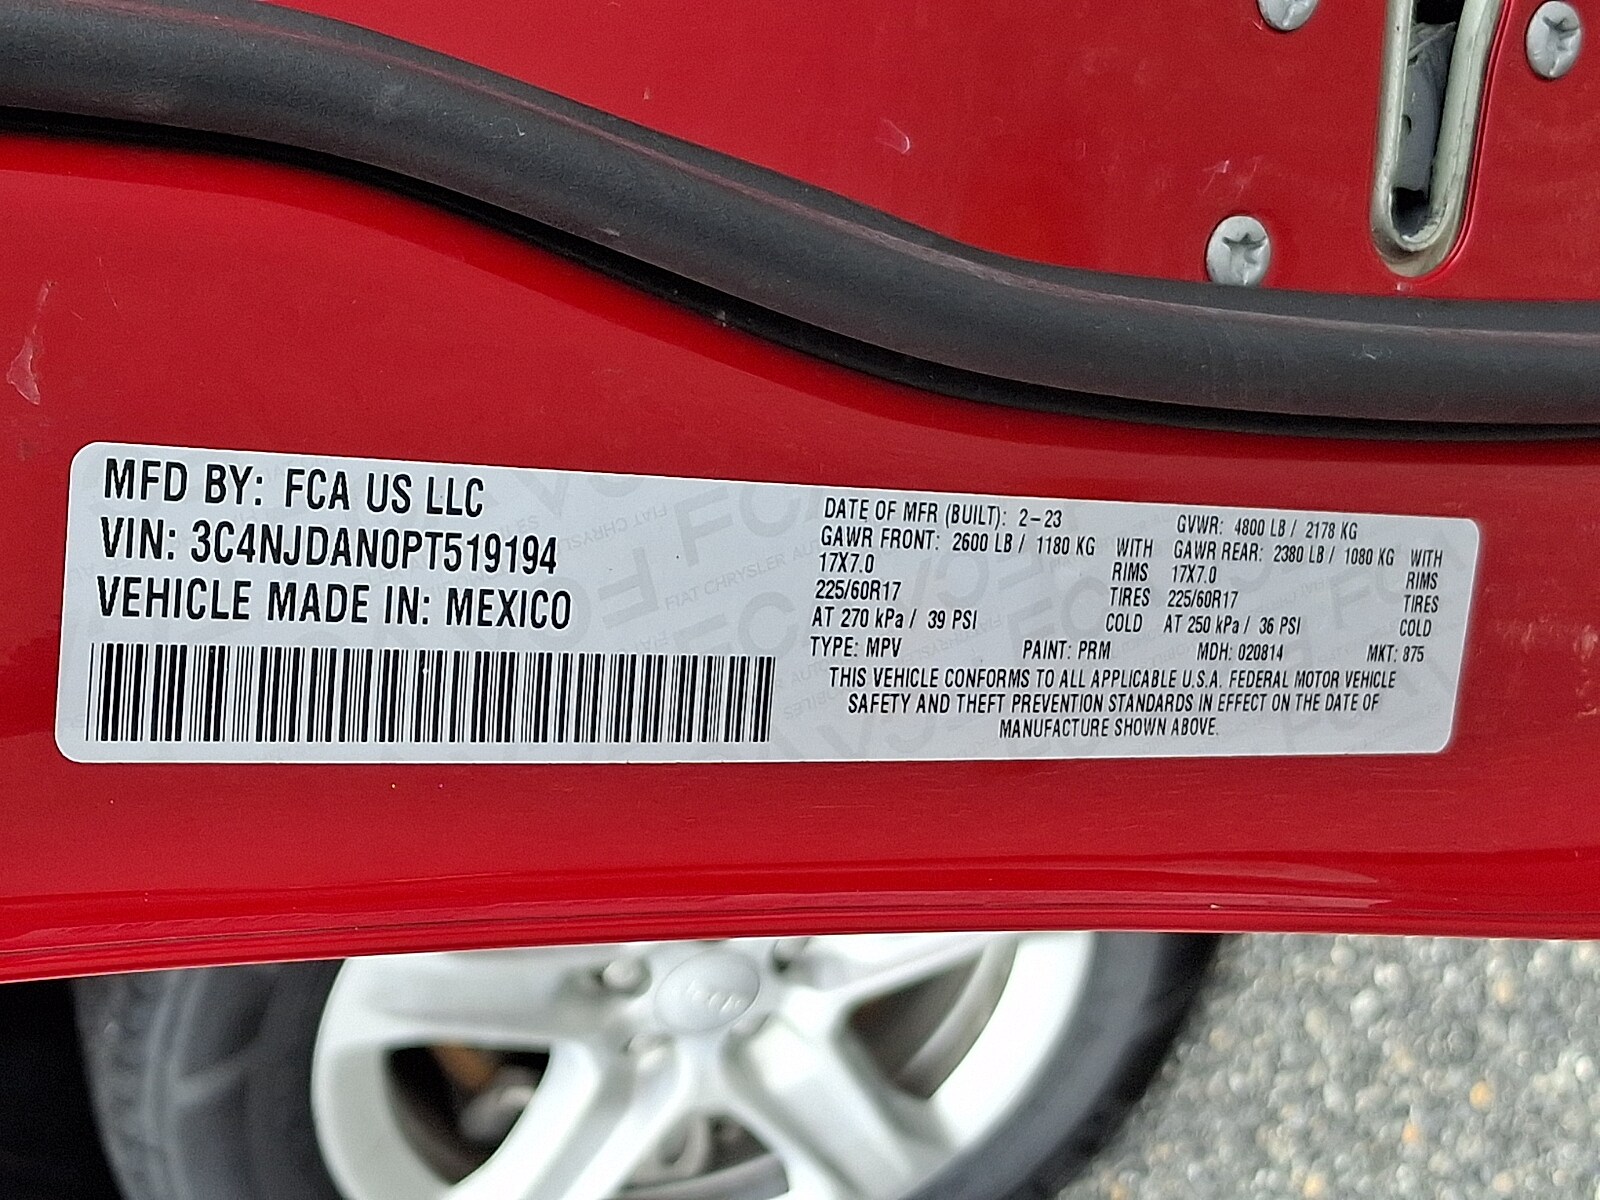 MFD BY: FCA US LLC
VIN: 3C4NJDAN0PT519194
VEHICLE MADE IN: MEXICO
DATE OF MFR (BUILT): 2-23 GVWR: 4800 LB / 2178 KG
GAWR FRONT: 2600 LB / 1180 KG WITH GAWR REAR: 2380 LB / 1080 KG WITH
17X7.0 RIMS 17X7.0 RIMS
225/60R17 TIRES 225/60R17 TIRES
AT 270 kPa / 39 PSI COLD AT 250 kPa / 36 PSI COLD
TYPE: MPV PAINT: PRM MDH: 020814 MKT: 875
THIS VEHICLE CONFORMS TO ALL APPLICABLE U.S.A. FEDERAL MOTOR VEHICLE
SAFETY AND THEFT PREVENTION STANDARDS IN EFFECT ON THE DATE OF
MANUFACTURE SHOWN ABOVE.
Jeep